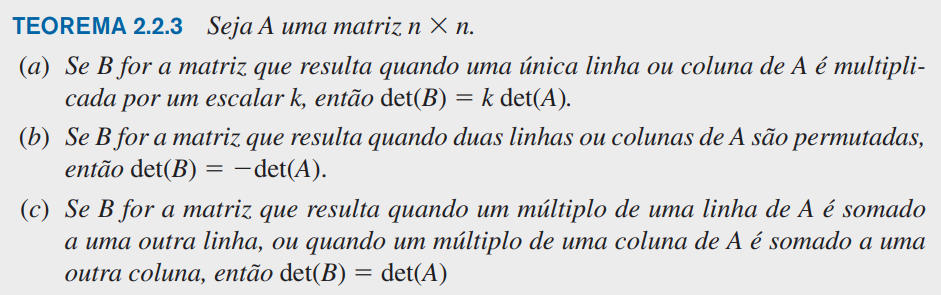 TEOREMA 2.2.3 Seja A uma matriz n × n.
(a) Se B for a matriz que resulta quando uma única linha ou coluna de A é multipli-
cada por um escalar k, então det(B) = k det(A).
(b) Se B for a matriz que resulta quando duas linhas ou colunas de A são permutadas,
então det(B) = −det(A).
(c) Se B for a matriz que resulta quando um múltiplo de uma linha de A é somado
a uma outra linha, ou quando um múltiplo de uma coluna de A é somado a uma
outra coluna, então det(B) = det(A)